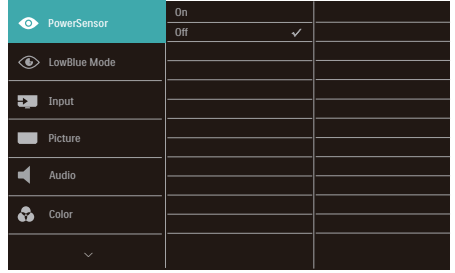 PowerSensor
LowBlue Mode
Input
Picture
Audio
Color
On
Off